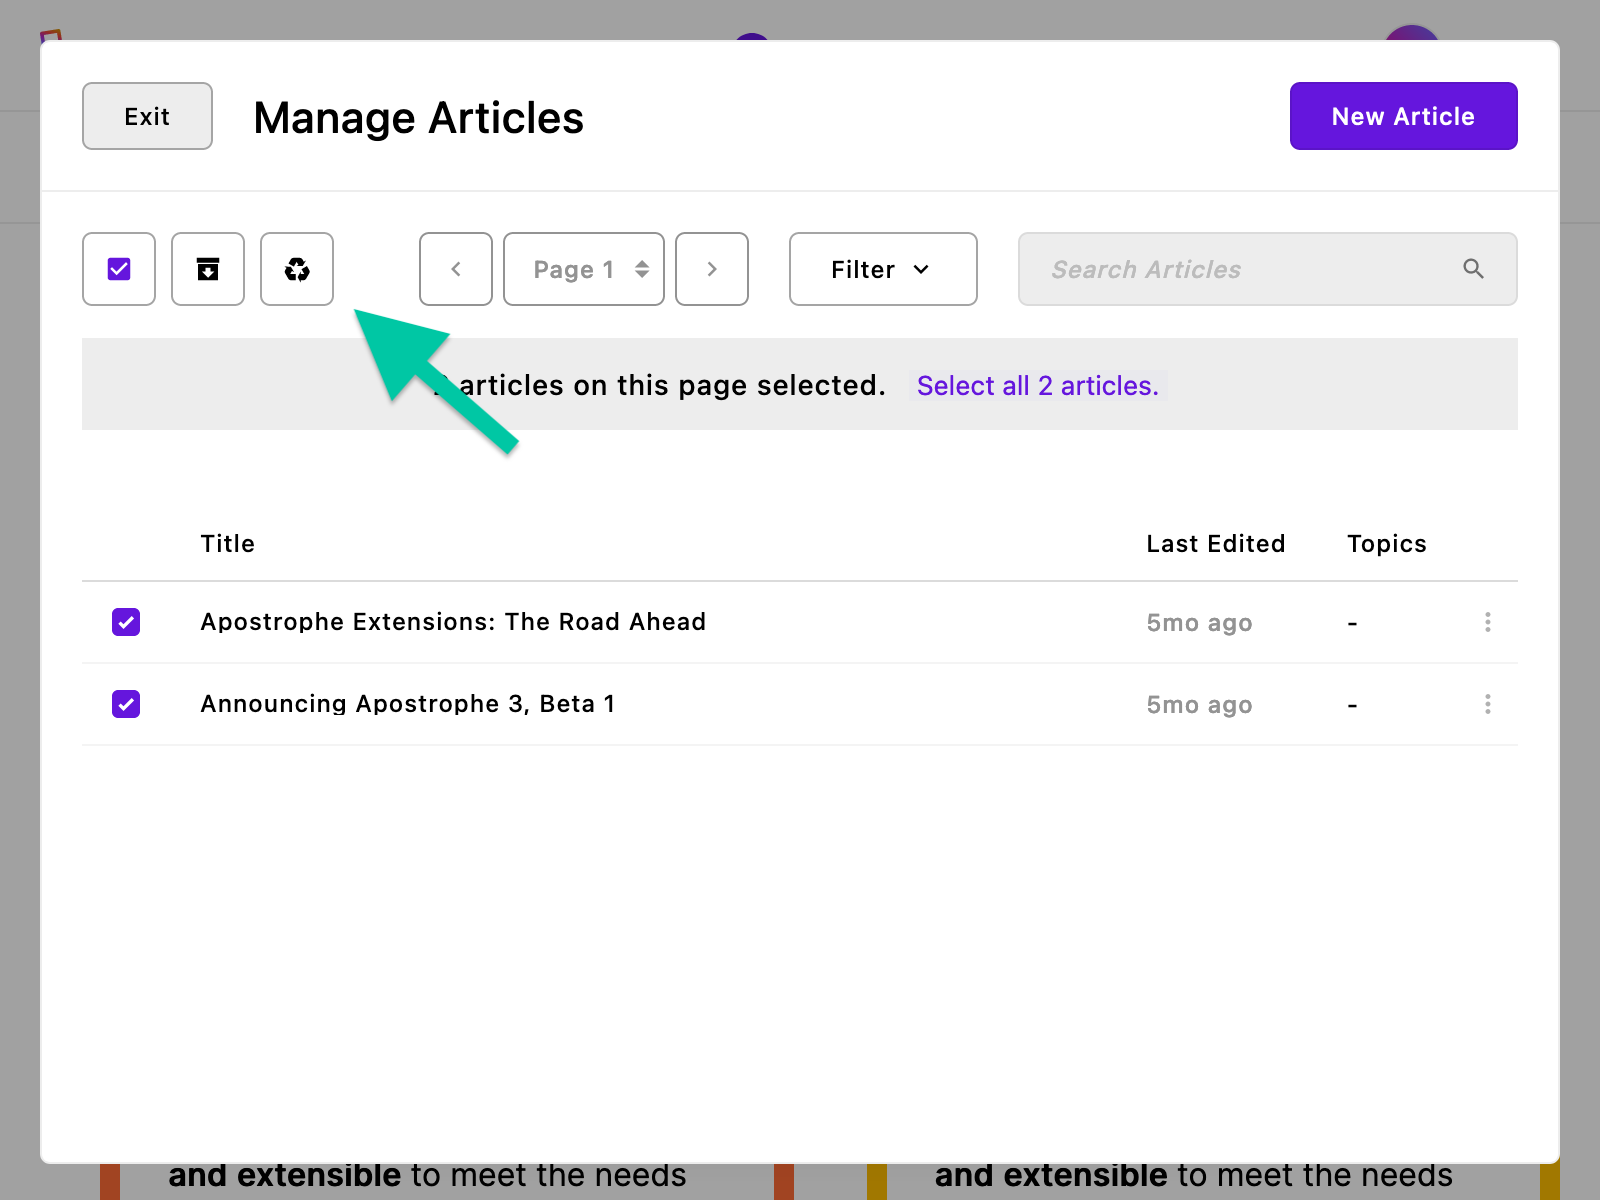 Exit
Manage Articles
New Article
Page 1
Filter
Search Articles
articles on this page selected. Select all 2 articles.
Title
Last Edited
Topics
Apostrophe Extensions: The Road Ahead
5mo ago
-
Announcing Apostrophe 3, Beta 1
5mo ago
-
and extensible to meet the needs
and extensible to meet the needs